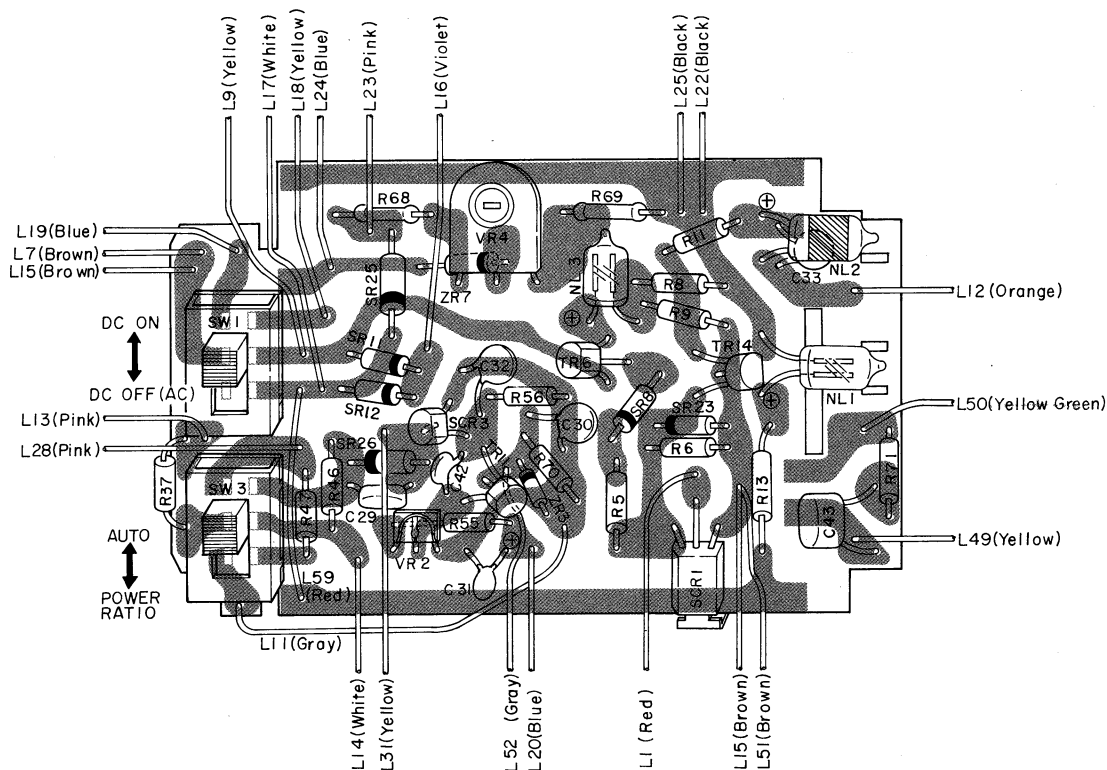 L9(Yellow)
L17(White)
L18(Yellow)
L24(Blue)
L23(Pink)
L16(Violet)
L25(Black)
L22(Black)
L19(Blue)
L7(Brown)
L15(Brown)
DC ON
DC OFF(AC)
L13(Pink)
L28(Pink)
AUTO
POWER
RATIO
R68
VR4
R69
R11
NL2
C33
SR25
ZR7
NL3
R8
R9
L12(Orange)
SW1
SR1
SR12
C32
TR6
TR14
NL1
SCR3
R56
C30
SR8
SR23
R6
L50(Yellow Green)
R37
SW3
SR26
R46
R47
C29
C42
R70
R5
R13
R71
C43
VR2
R55
C31
SCR1
L49(Yellow)
L59
(Red)
L11(Gray)
L14(White)
L31(Yellow)
L52 (Gray)
L20(Blue)
L1(Red)
L15(Brown)
L51(Brown)